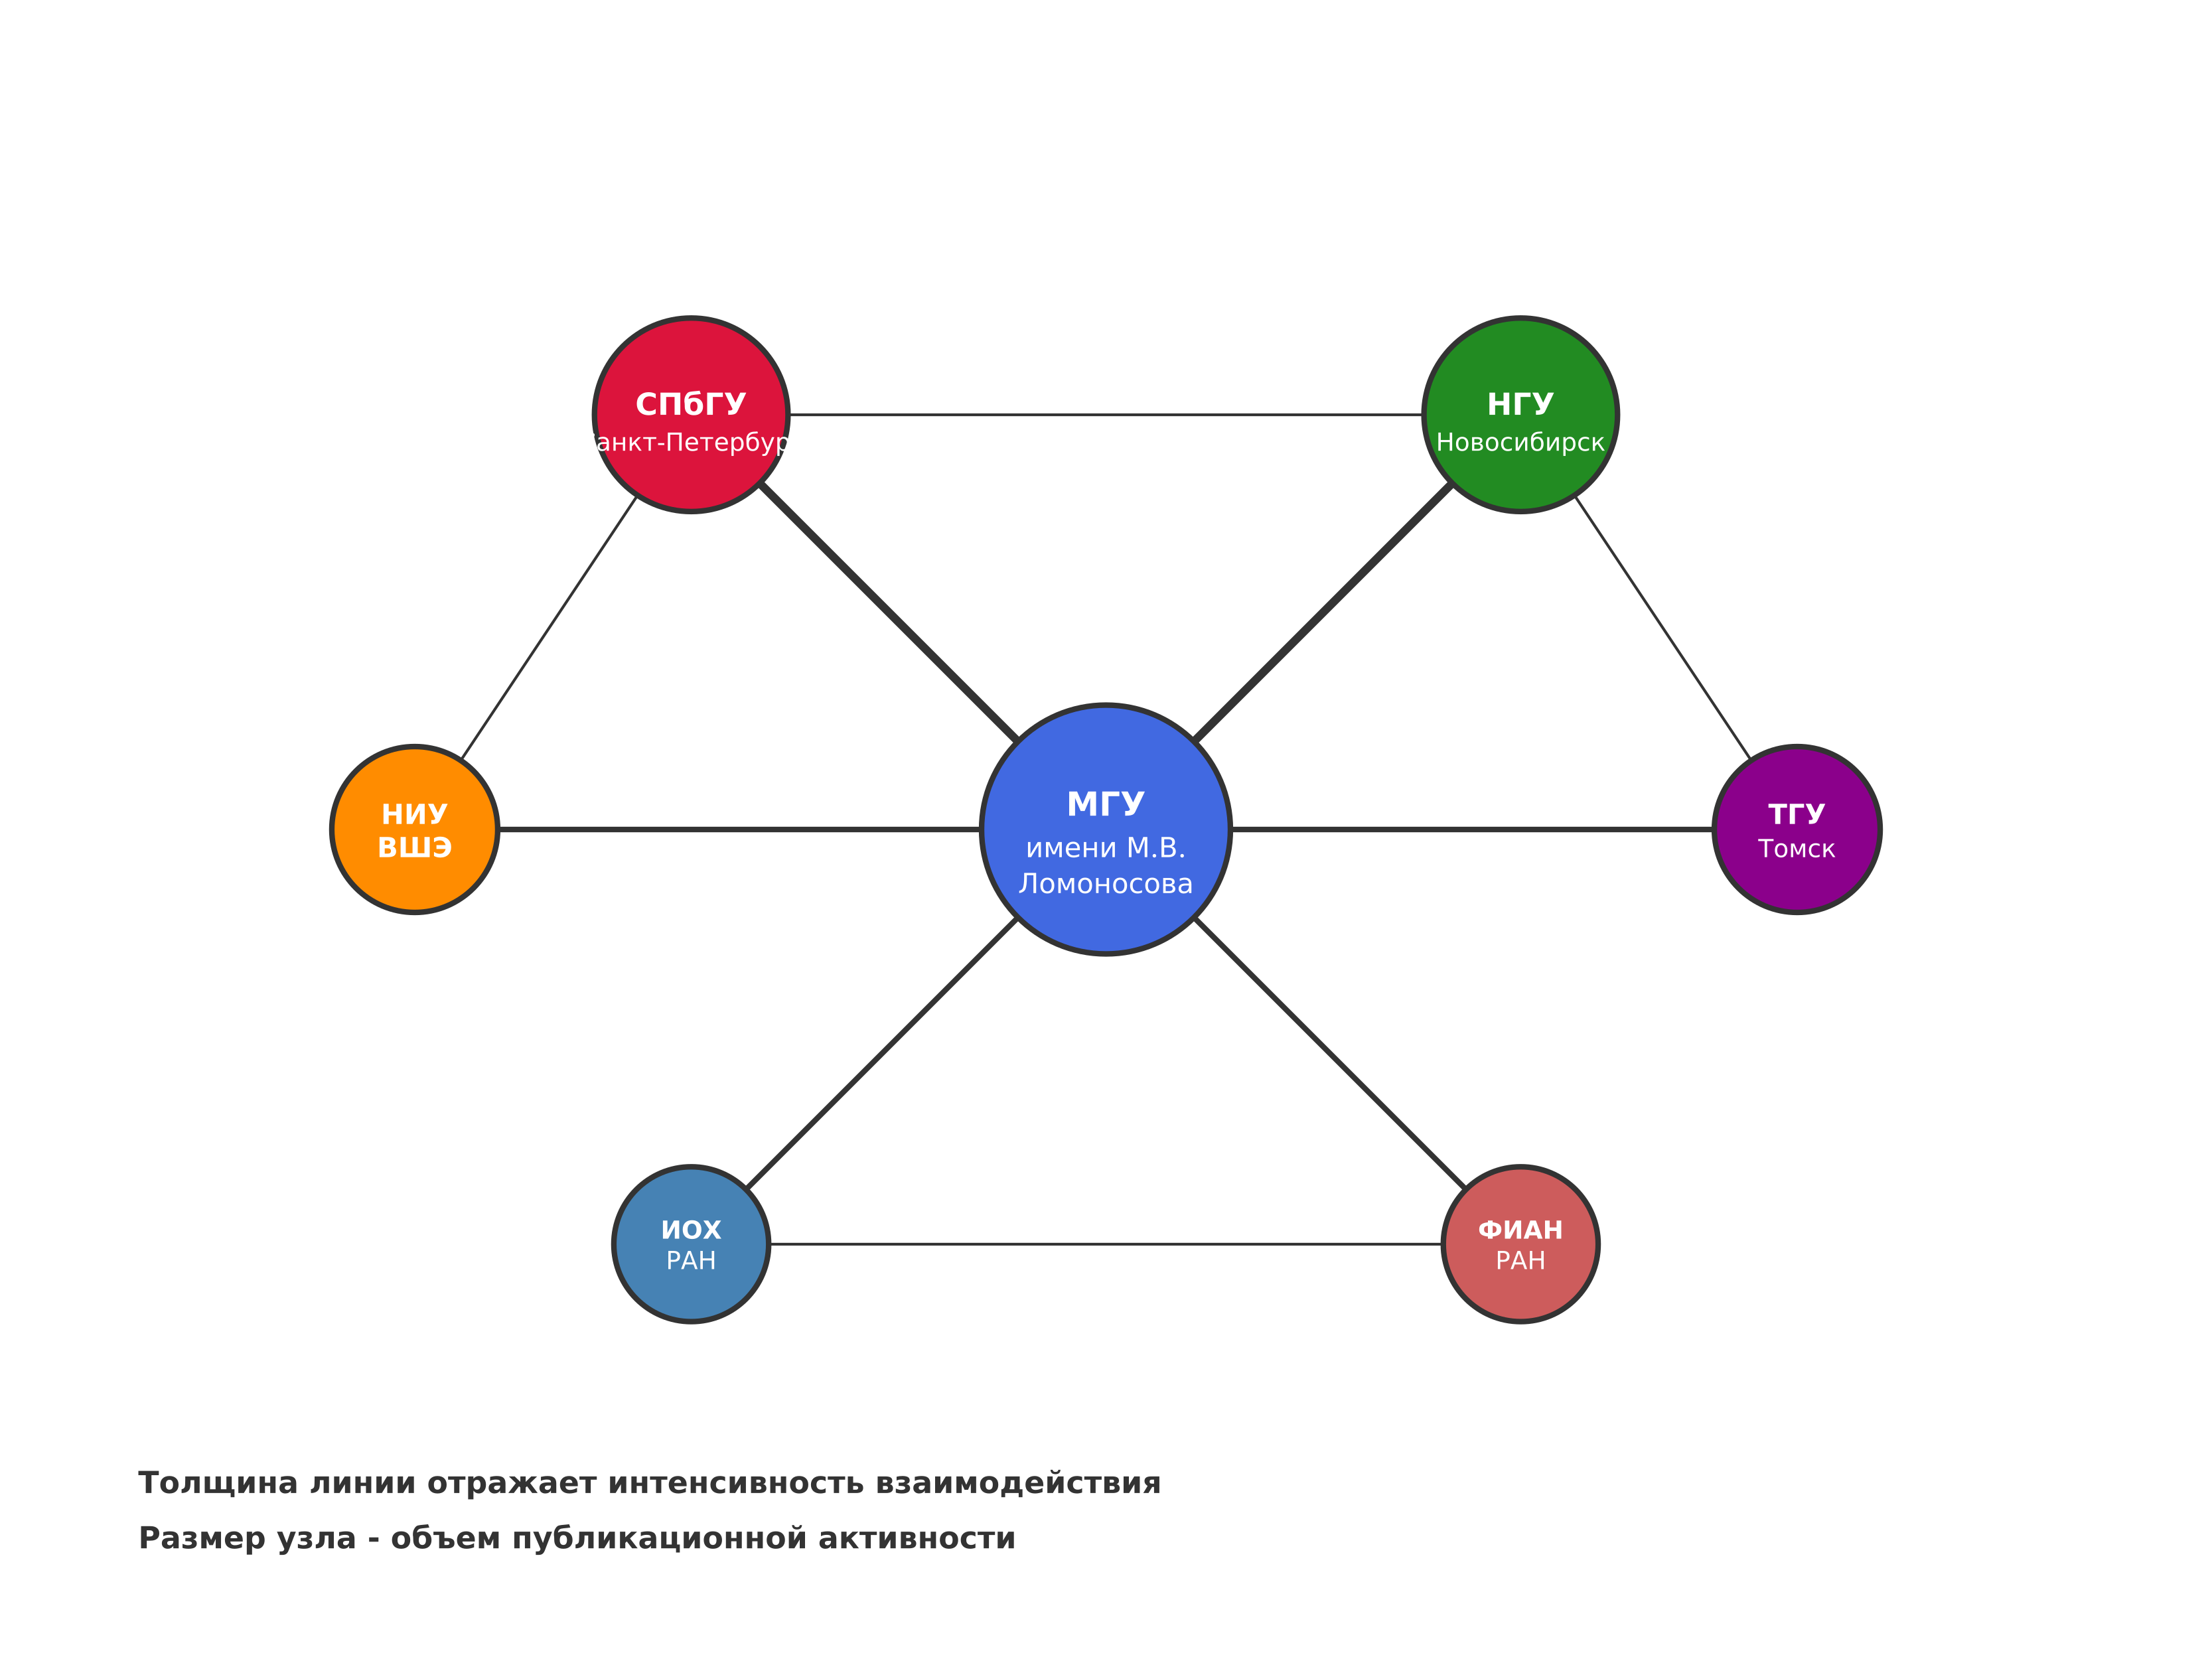 СПбГУ
анкт-Петербур
НГУ
Новосибирск
НИУ
ВШЭ
МГУ
имени М.В.
Ломоносова
ТГУ
Томск
ИОХ
РАН
ФИАН
РАН
Толщина линии отражает интенсивность взаимодействия
Размер узла - объем публикационной активности